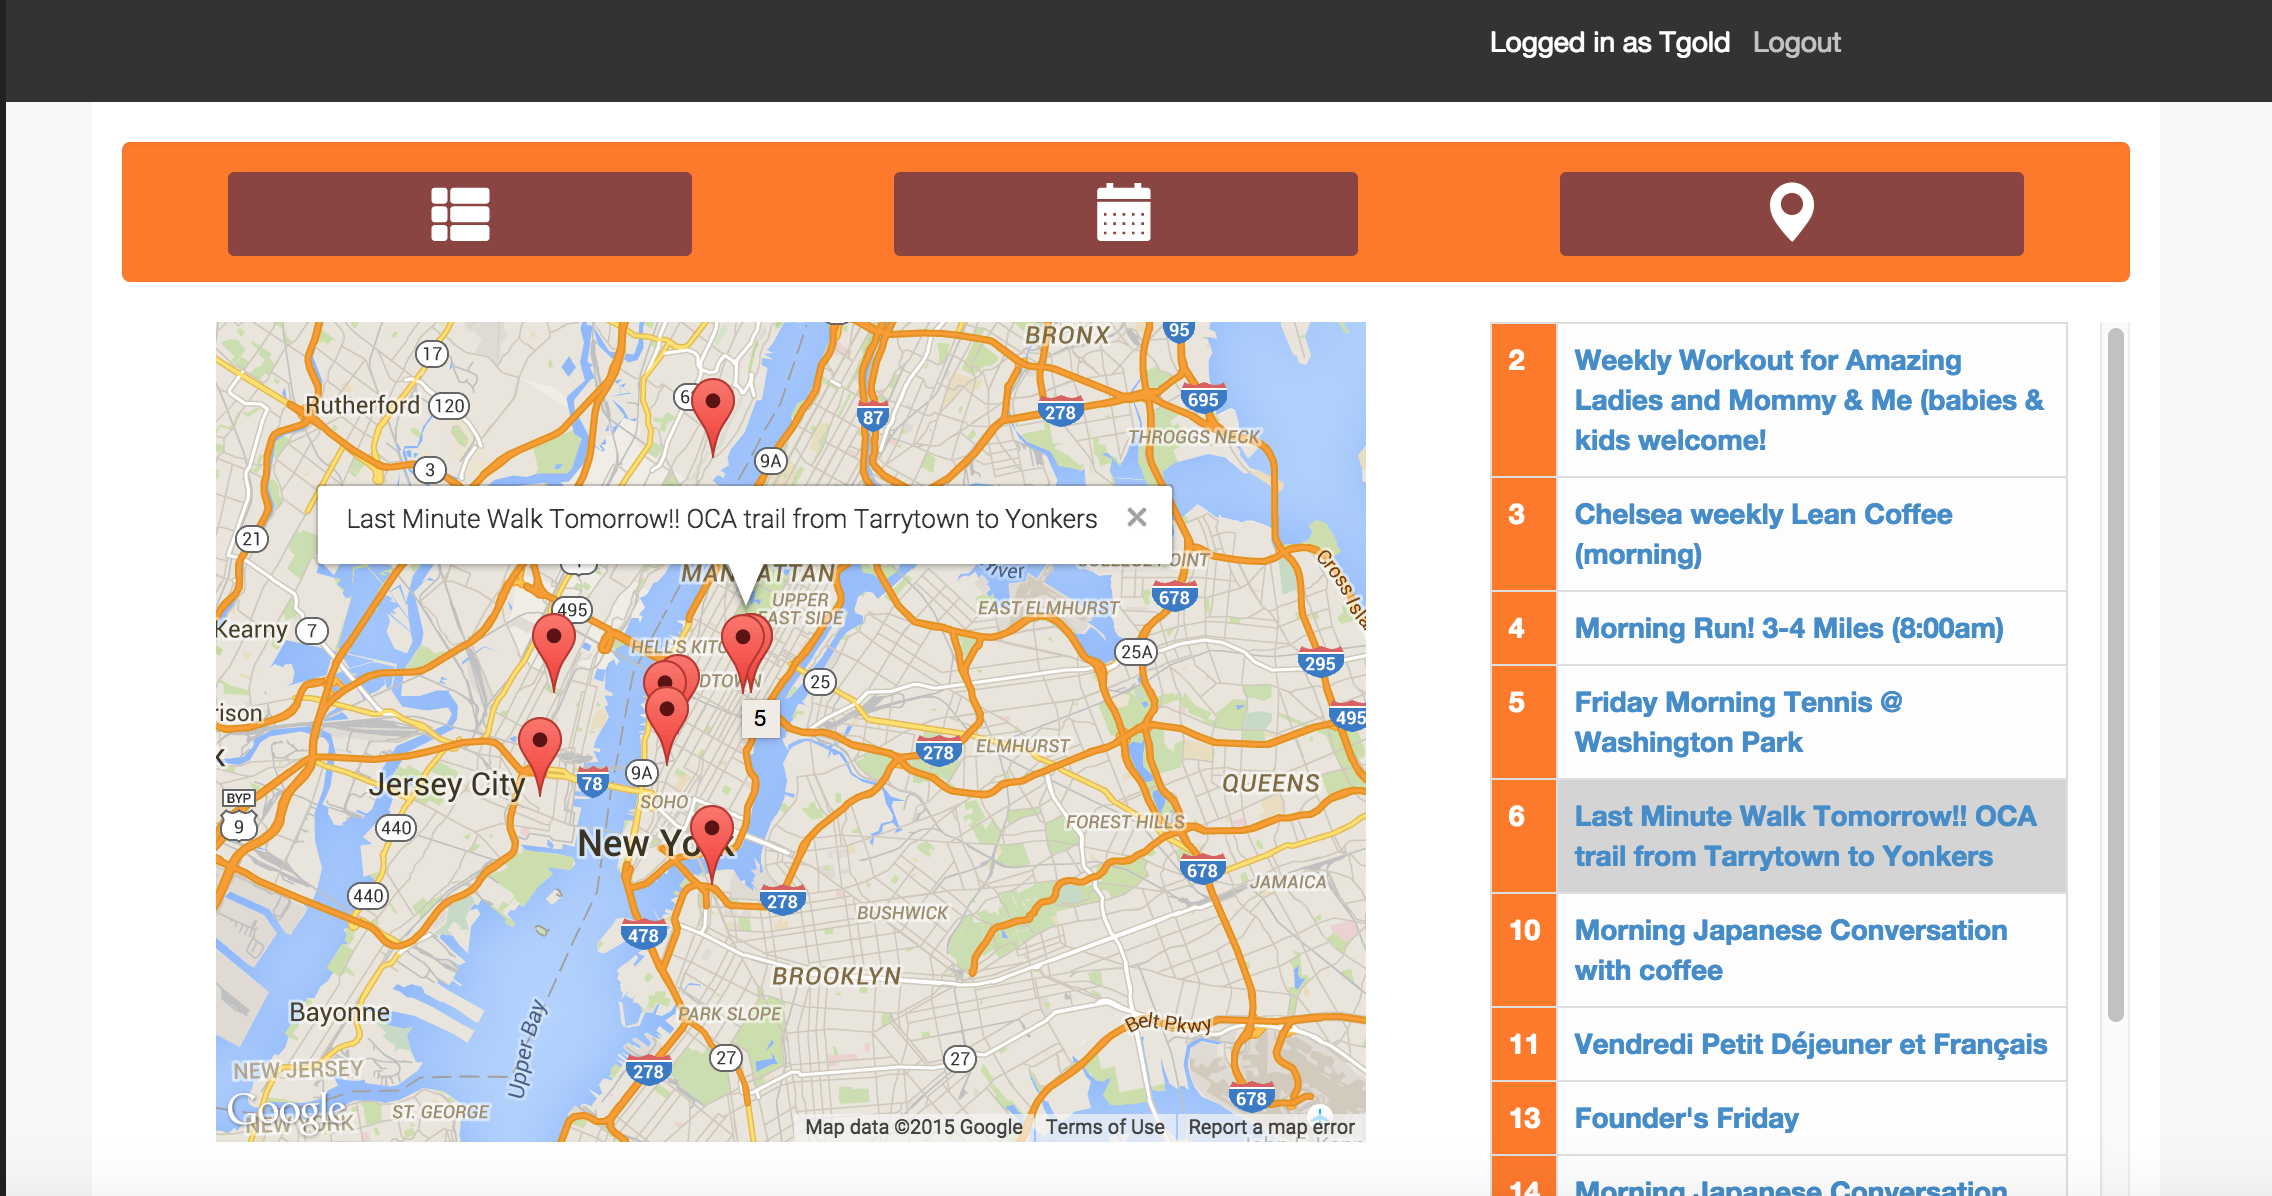 Logged in as Tgold Logout
BRONX
95
17
Rutherford
120
87
278
695
THROGGS NECK
9A
3
Last Minute Walk Tomorrow!! OCA trail from Tarrytown to Yonkers ×
21
MANHATTAN
UPPER
EAST SIDE
495
EAST ELMHURST
678
Cross
Kearny
7
25A
295
25
5
495
278
ELMHURST
Jersey City
78
9A
QUEENS
BYP
9
440
SOHO
New York
FOREST HILLS
678
JAMAICA
440
278
BUSHWICK
478
BROOKLYN
Bayonne
PARK SLOPE
Belt Pkwy
Upper Bay
27
27
278
NEW JERSEY
678
Google
NEW YORK
ST. GEORGE
Map data ©2015 Google
Terms of Use
Report a map error
2 Weekly Workout for Amazing
Ladies and Mommy & Me (babies &
kids welcome!
3 Chelsea weekly Lean Coffee
(morning)
4 Morning Run! 3-4 Miles (8:00am)
5 Friday Morning Tennis @
Washington Park
6 Last Minute Walk Tomorrow!! OCA
trail from Tarrytown to Yonkers
10 Morning Japanese Conversation
with coffee
11 Vendredi Petit Déjeuner et Français
13 Founder's Friday
14 Morning Japanese Conversation